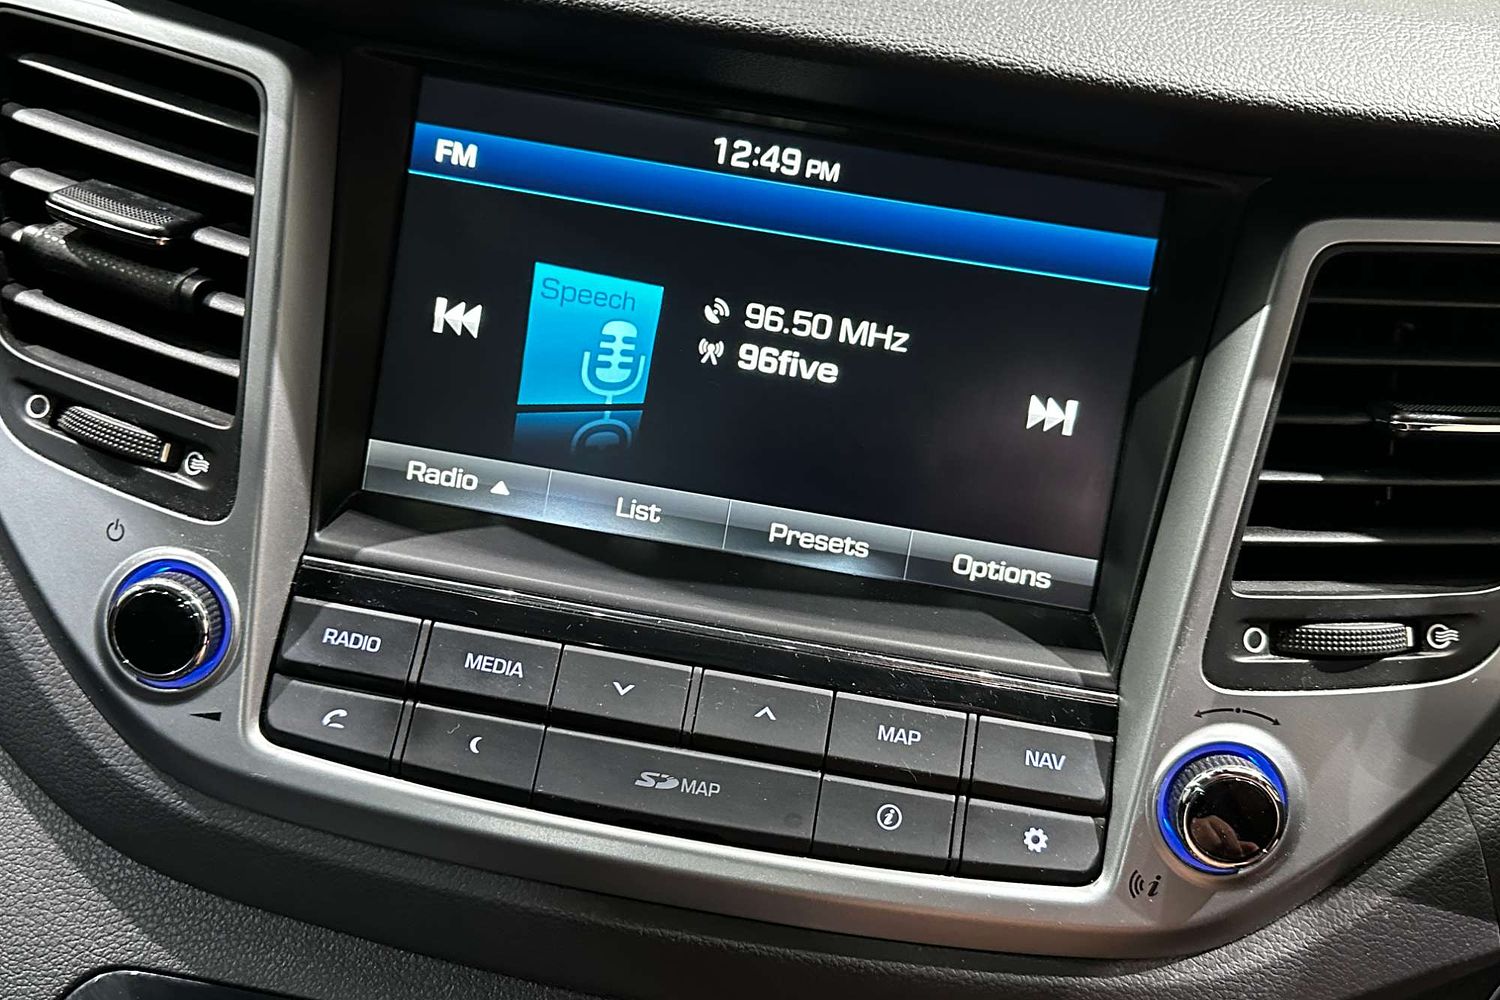 FM
12:49 PM
Speech
96.50 MHz
96five
Radio
List
Presets
Options
RADIO
MEDIA
MAP
NAV
SD MAP
i
i